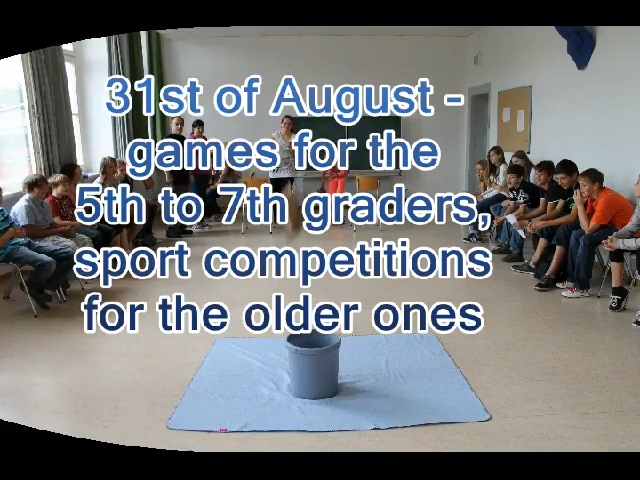 31st of August -
games for the
5th to 7th graders,
sport competitions
for the older ones